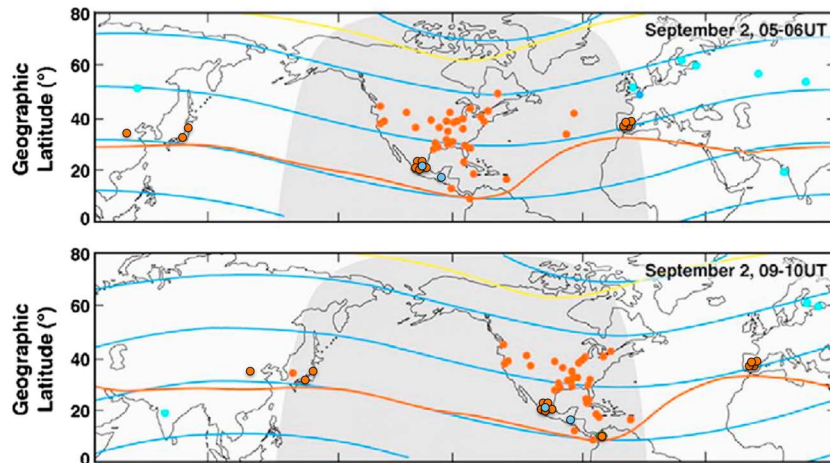 September 2, 05-06UT
Geographic
Latitude (°)
80
60
40
20
0
September 2, 09-10UT
Geographic
Latitude (°)
80
60
40
20
0